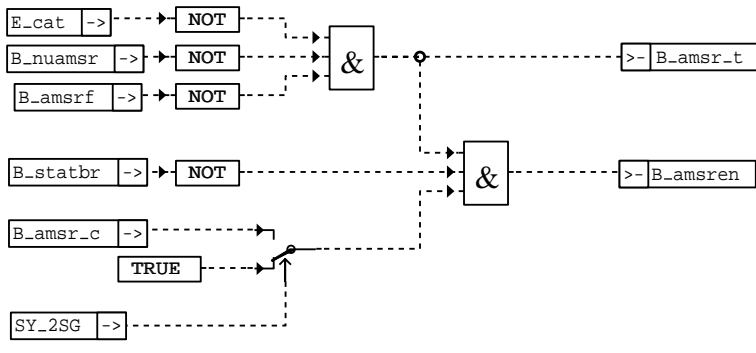 E_cat -> NOT
B_nuamsr -> NOT & >- B_amsr_t
B_amsrf -> NOT
B_statbr -> NOT & >- B_amsren
B_amsr_c ->
TRUE
SY_2SG ->